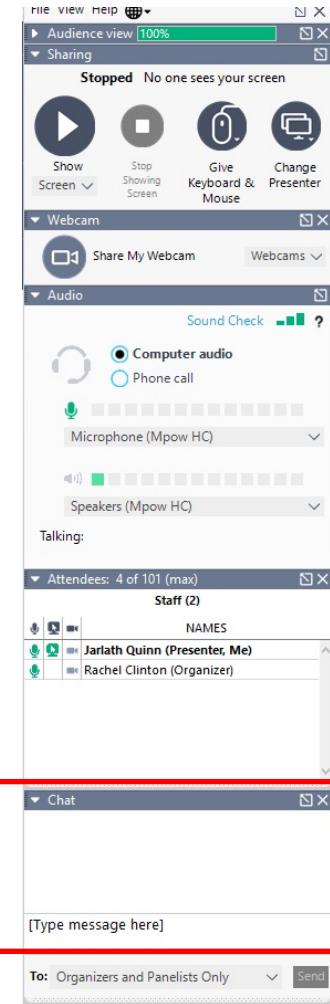 File View Help
Audience view 100%
Sharing
Stopped No one sees your screen
Show
Screen
Stop
Showing
Screen
Give
Keyboard &
Mouse
Change
Presenter
Webcam
Share My Webcam
Webcams
Audio
Sound Check ?
Computer audio
Phone call
Microphone (Mpow HC)
Speakers (Mpow HC)
Talking:
Attendees: 4 of 101 (max)
Staff (2)
NAMES
Jarlath Quinn (Presenter, Me)
Rachel Clinton (Organizer)
Chat
[Type message here]
To: Organizers and Panelists Only Send